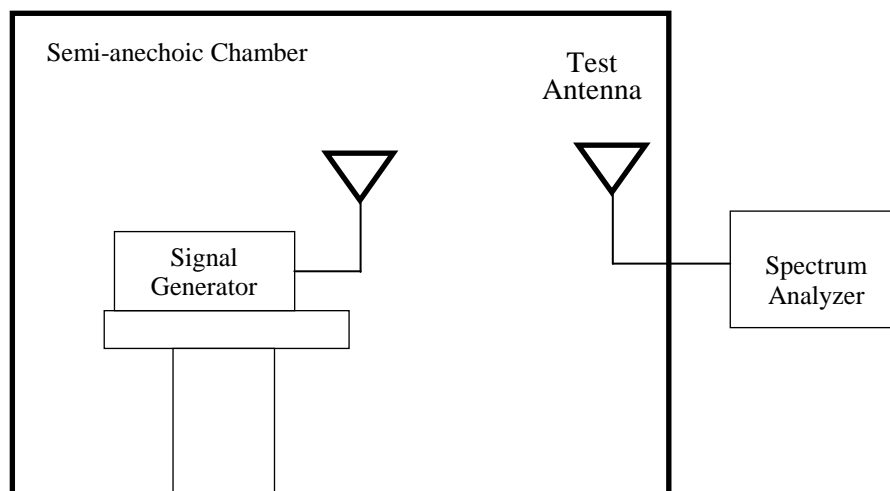 Semi-anechoic Chamber
Test
Antenna
Signal
Generator
Spectrum
Analyzer